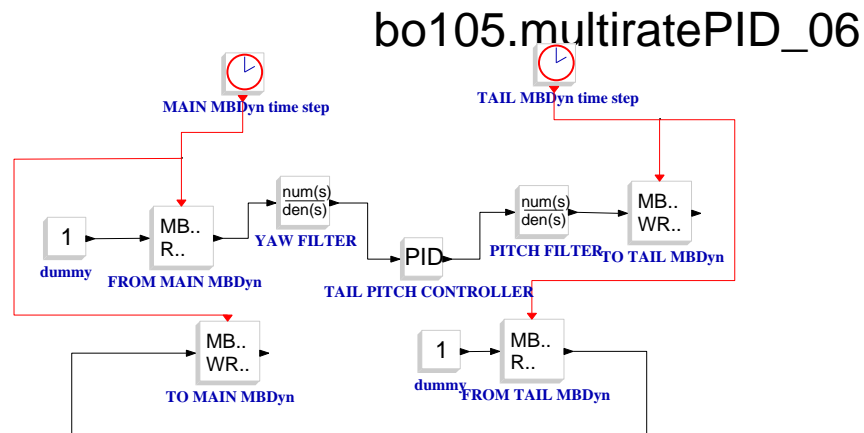 bo105.multiratePID_06
MAIN MBDyn time step
TAIL MBDyn time step
num(s)
den(s)
YAW FILTER
num(s)
den(s)
PITCH FILTER
MB..
WR..
TO TAIL MBDyn
1
dummy
MB..
R..
FROM MAIN MBDyn
PID
TAIL PITCH CONTROLLER
MB..
WR..
TO MAIN MBDyn
1
dummy
MB..
R..
FROM TAIL MBDyn